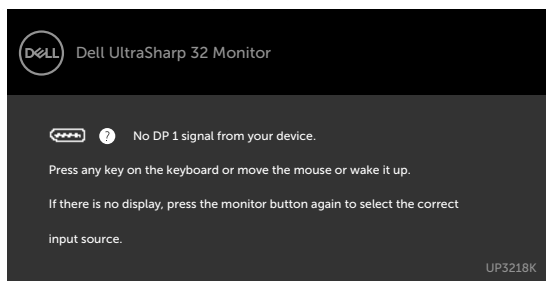 DELL
Dell UltraSharp 32 Monitor
? No DP 1 signal from your device.
Press any key on the keyboard or move the mouse or wake it up.
If there is no display, press the monitor button again to select the correct
input source.
UP3218K